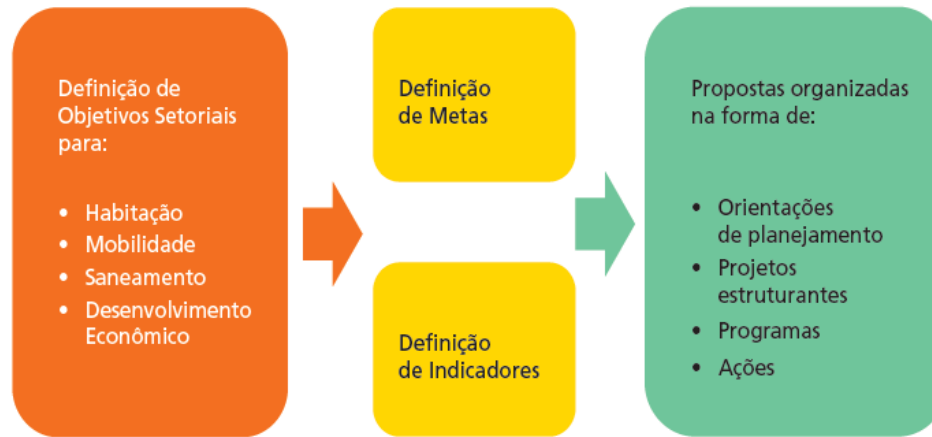 Definição de
Objetivos Setoriais
para:
• Habitação
• Mobilidade
• Saneamento
• Desenvolvimento
Econômico
Definição
de Metas
Definição
de Indicadores
Propostas organizadas
na forma de:
• Orientações
de planejamento
• Projetos
estruturantes
• Programas
• Ações